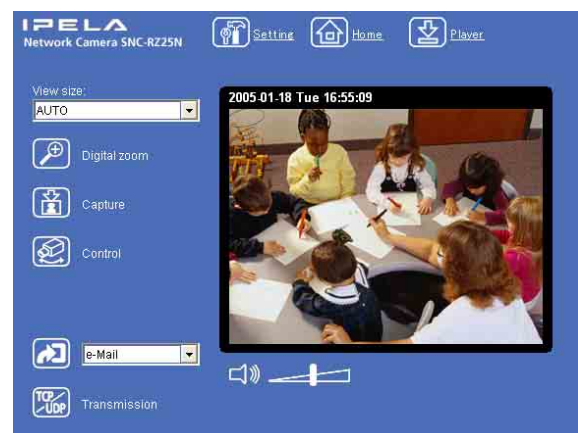 IPELA
Network Camera SNC-RZ25N
Setting
Home
Player
View size:
AUTO
2005-01-18 Tue 16:55:09
Digital zoom
Capture
Control
e-Mail
TCP/UDP
Transmission